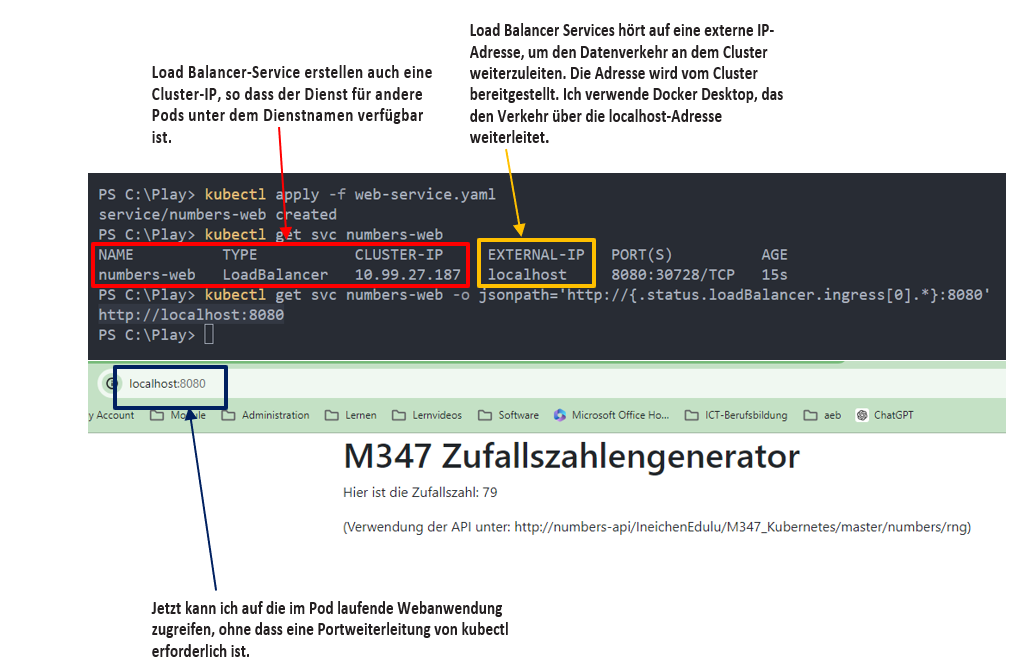 Load Balancer Services hört auf eine externe IP-
Adresse, um den Datenverkehr an dem Cluster
weiterzuleiten. Die Adresse wird vom Cluster
bereitgestellt. Ich verwende Docker Desktop, das
den Verkehr über die localhost-Adresse
weiterleitet.
Load Balancer-Service erstellen auch eine
Cluster-IP, so dass der Dienst für andere
Pods unter dem Dienstnamen verfügbar
ist.
PS C:\Play> kubectl apply -f web-service.yaml
service/numbers-web created
PS C:\Play> kubectl get svc numbers-web
NAME TYPE CLUSTER-IP EXTERNAL-IP PORT(S) AGE
numbers-web LoadBalancer 10.99.27.187 localhost 8080:30728/TCP 15s
PS C:\Play> kubectl get svc numbers-web -o jsonpath='http://{.status.loadBalancer.ingress[0].*}:8080'
http://localhost:8080
PS C:\Play>
localhost:8080
y Account Module Administration Lernen Lernvideos Software Microsoft Office Ho... ICT-Berufsbildung aeb ChatGPT
M347 Zufallszahlengenerator
Hier ist die Zufallszahl: 79
(Verwendung der API unter: http://numbers-api/IneichenEdulu/M347_Kubernetes/master/numbers/rng)
Jetzt kann ich auf die im Pod laufende Webanwendung
zugreifen, ohne dass eine Portweiterleitung von kubectl
erforderlich ist.